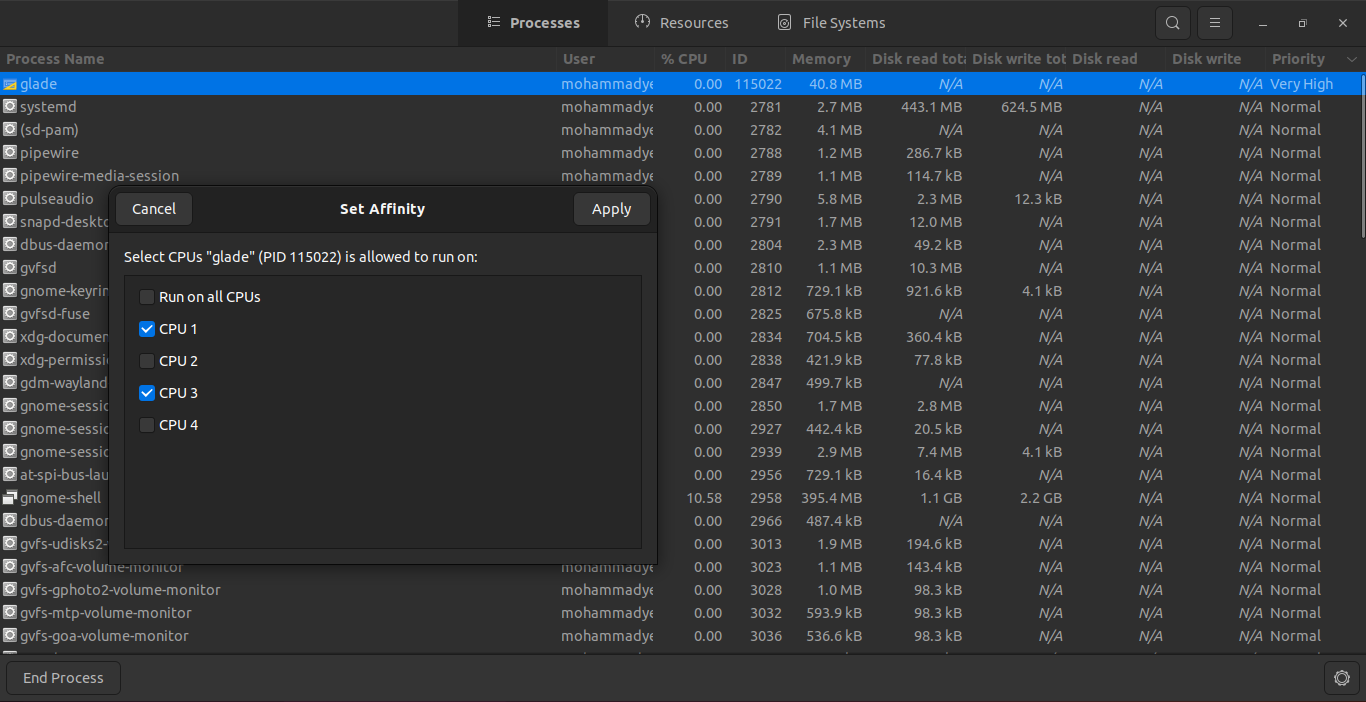 Processes Resources File Systems
Process Name User % CPU ID Memory Disk read tota Disk write tot Disk read Disk write Priority
glade mohammadye 0.00 115022 40.8 MB N/A N/A N/A N/A Very High
systemd mohammadye 0.00 2781 2.7 MB 443.1 MB 624.5 MB N/A N/A Normal
(sd-pam) mohammadye 0.00 2782 4.1 MB N/A N/A N/A N/A Normal
pipewire mohammadye 0.00 2788 1.2 MB 286.7 kB N/A N/A N/A Normal
pipewire-media-session mohammadye 0.00 2789 1.1 MB 114.7 kB N/A N/A N/A Normal
pulseaudio 0.00 2790 5.8 MB 2.3 MB 12.3 kB N/A N/A Normal
snapd-deskto 0.00 2791 1.7 MB 12.0 MB N/A N/A N/A Normal
dbus-daemon 0.00 2804 2.3 MB 49.2 kB N/A N/A N/A Normal
gvfsd 0.00 2810 1.1 MB 10.3 MB N/A N/A N/A Normal
gnome-keyrin 0.00 2812 729.1 kB 921.6 kB 4.1 kB N/A N/A Normal
gvfsd-fuse 0.00 2825 675.8 kB N/A N/A N/A N/A Normal
xdg-documen 0.00 2834 704.5 kB 360.4 kB N/A N/A N/A Normal
xdg-permissi 0.00 2838 421.9 kB 77.8 kB N/A N/A N/A Normal
gdm-wayland 0.00 2847 499.7 kB N/A N/A N/A N/A Normal
gnome-sessio 0.00 2850 1.7 MB 2.8 MB N/A N/A N/A Normal
gnome-sessio 0.00 2927 442.4 kB 20.5 kB N/A N/A N/A Normal
gnome-sessio 0.00 2939 2.9 MB 7.4 MB 4.1 kB N/A N/A Normal
at-spi-bus-lau 0.00 2956 729.1 kB 16.4 kB N/A N/A N/A Normal
gnome-shell 10.58 2958 395.4 MB 1.1 GB 2.2 GB N/A N/A Normal
dbus-daemon 0.00 2966 487.4 kB N/A N/A N/A N/A Normal
gvfs-udisks2- 0.00 3013 1.9 MB 194.6 kB N/A N/A N/A Normal
gvfs-afc-volume-monitor mohammadye 0.00 3023 1.1 MB 143.4 kB N/A N/A N/A Normal
gvfs-gphoto2-volume-monitor mohammadye 0.00 3028 1.0 MB 98.3 kB N/A N/A N/A Normal
gvfs-mtp-volume-monitor mohammadye 0.00 3032 593.9 kB 98.3 kB N/A N/A N/A Normal
gvfs-goa-volume-monitor mohammadye 0.00 3036 536.6 kB 98.3 kB N/A N/A N/A Normal
Cancel Set Affinity Apply
Select CPUs "glade" (PID 115022) is allowed to run on:
Run on all CPUs
CPU 1
CPU 2
CPU 3
CPU 4
End Process